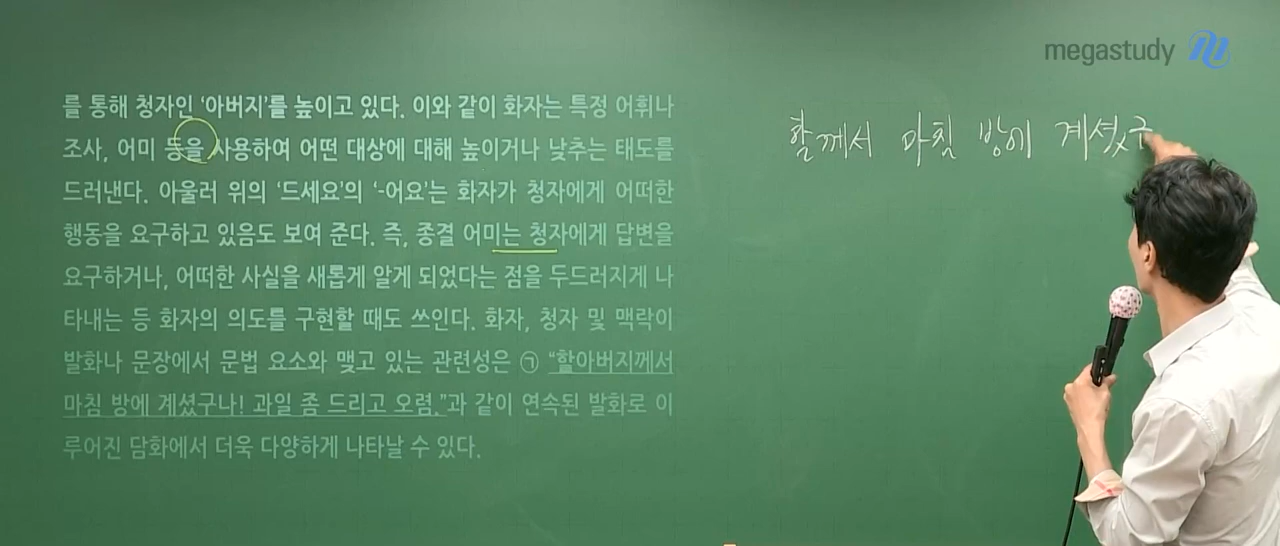 megastudy
를 통해 청자인 ‘아버지’를 높이고 있다. 이와 같이 화자는 특정 어휘나
조사, 어미 등을 사용하여 어떤 대상에 대해 높이거나 낮추는 태도를
드러낸다. 아울러 위의 ‘드세요’의 ‘-어요’는 화자가 청자에게 어떠한
행동을 요구하고 있음도 보여 준다. 즉, 종결 어미는 청자에게 답변을
요구하거나, 어떠한 사실을 새롭게 알게 되었다는 점을 두드러지게 나
타내는 등 화자의 의도를 구현할 때도 쓰인다. 화자, 청자 및 맥락이
발화나 문장에서 문법 요소와 맺고 있는 관련성은 ㉠ “할아버지께서
마침 방에 계셨구나! 과일 좀 드리고 오렴.”과 같이 연속된 발화로 이
루어진 담화에서 더욱 다양하게 나타날 수 있다.
할께서 마침 방에 계셨구